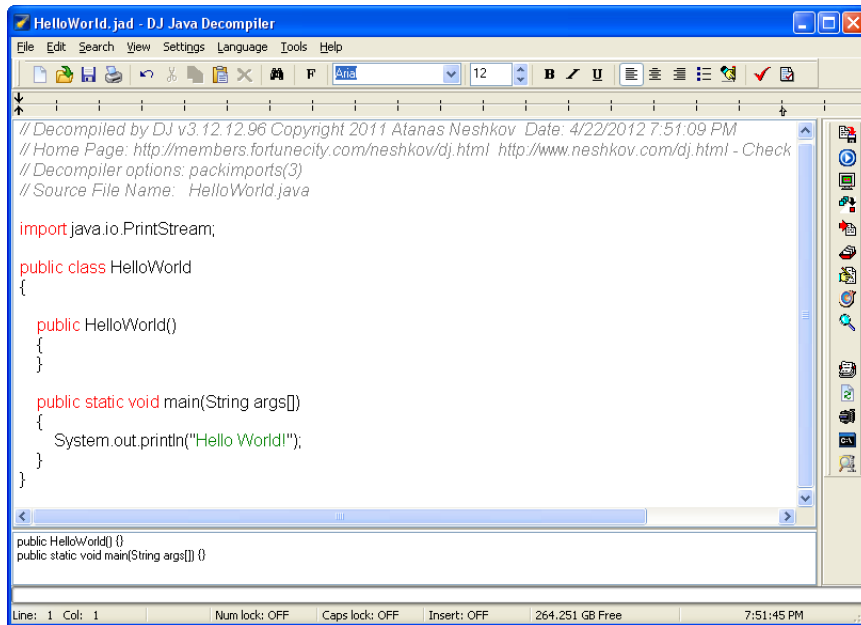 HelloWorld.jad - DJ Java Decompiler
File Edit Search View Settings Language Tools Help
F Arial 12 B I U
// Decompiled by DJ v3.12.12.96 Copyright 2011 Atanas Neshkov  Date: 4/22/2012 7:51:09 PM
// Home Page: http://members.fortunecity.com/neshkov/dj.html  http://www.neshkov.com/dj.html - Check
// Decompiler options: packimports(3)
// Source File Name:   HelloWorld.java
import java.io.PrintStream;
public class HelloWorld
{
public HelloWorld()
{
}
public static void main(String args[])
{
System.out.println("Hello World!");
}
}
public HelloWorld() {}
public static void main(String args[]) {}
Line: 1 Col: 1 Num lock: OFF Caps lock: OFF Insert: OFF 264.251 GB Free 7:51:45 PM